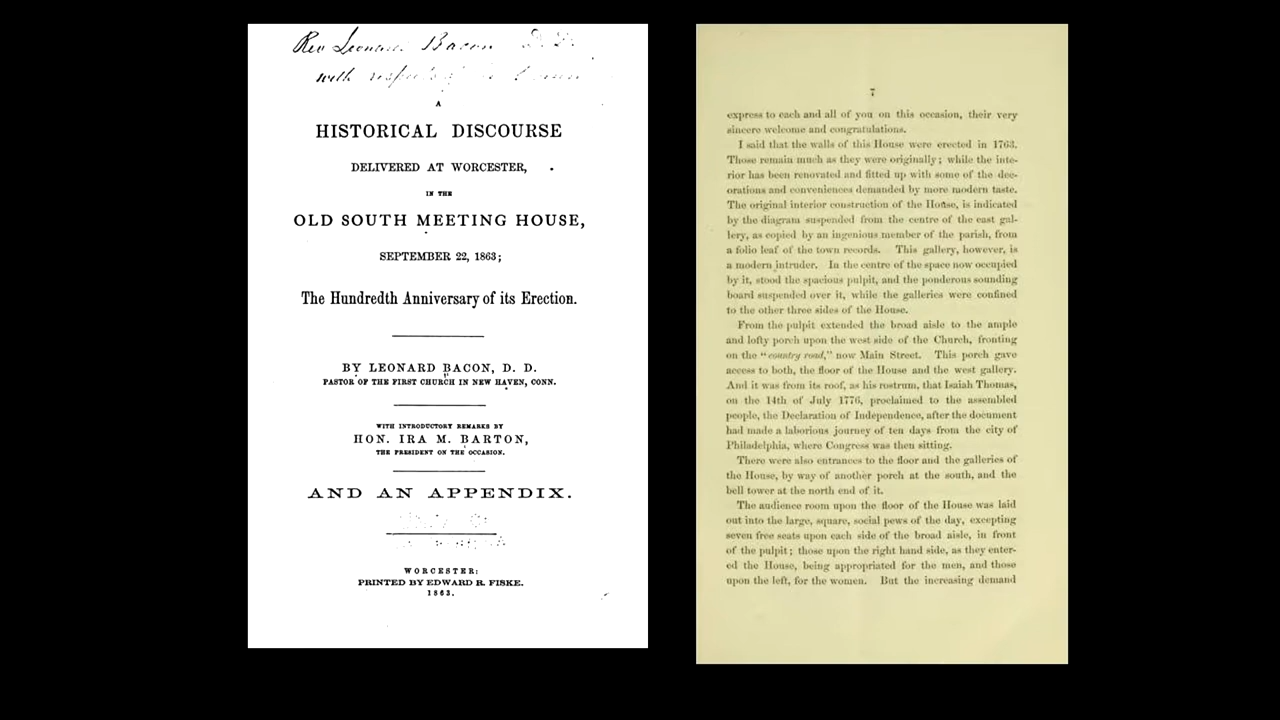 Rev Leonard Bacon D. D.
with respects of
A
HISTORICAL DISCOURSE
DELIVERED AT WORCESTER,
IN THE
OLD SOUTH MEETING HOUSE,
SEPTEMBER 22, 1863;
The Hundredth Anniversary of its Erection.
BY LEONARD BACON, D. D.
PASTOR OF THE FIRST CHURCH IN NEW HAVEN, CONN.
WITH INTRODUCTORY REMARKS BY
HON. IRA M. BARTON,
THE PRESIDENT ON THE OCCASION.
AND AN APPENDIX.
WORCESTER:
PRINTED BY EDWARD R. FISKE.
1863.
7
express to each and all of you on this occasion, their very
sincere welcome and congratulations.
I said that the walls of this House were erected in 1763.
Those remain much as they were originally; while the inte-
rior has been renovated and fitted up with some of the dec-
orations and conveniences demanded by more modern taste.
The original interior construction of the House, is indicated
by the diagram suspended from the centre of the east gal-
lery, as copied by an ingenious member of the parish, from
a folio leaf of the town records. This gallery, however, is
a modern intruder. In the centre of the space now occupied
by it, stood the spacious pulpit, and the ponderous sounding
board suspended over it, while the galleries were confined
to the other three sides of the House.
From the pulpit extended the broad aisle to the ample
and lofty porch upon the west side of the Church, fronting
on the "country road," now Main Street. This porch gave
access to both, the floor of the House and the west gallery.
And it was from its roof, as his rostrum, that Isaiah Thomas,
on the 14th of July 1776, proclaimed to the assembled
people, the Declaration of Independence, after the document
had made a laborious journey of ten days from the city of
Philadelphia, where Congress was then sitting.
There were also entrances to the floor and the galleries of
the House, by way of another porch at the south, and the
bell tower at the north end of it.
The audience room upon the floor of the House was laid
out into the large, square, social pews of the day, excepting
seven free seats upon each side of the broad aisle, in front
of the pulpit; those upon the right hand side, as they enter-
ed the House, being appropriated for the men, and those
upon the left, for the women. But the increasing demand